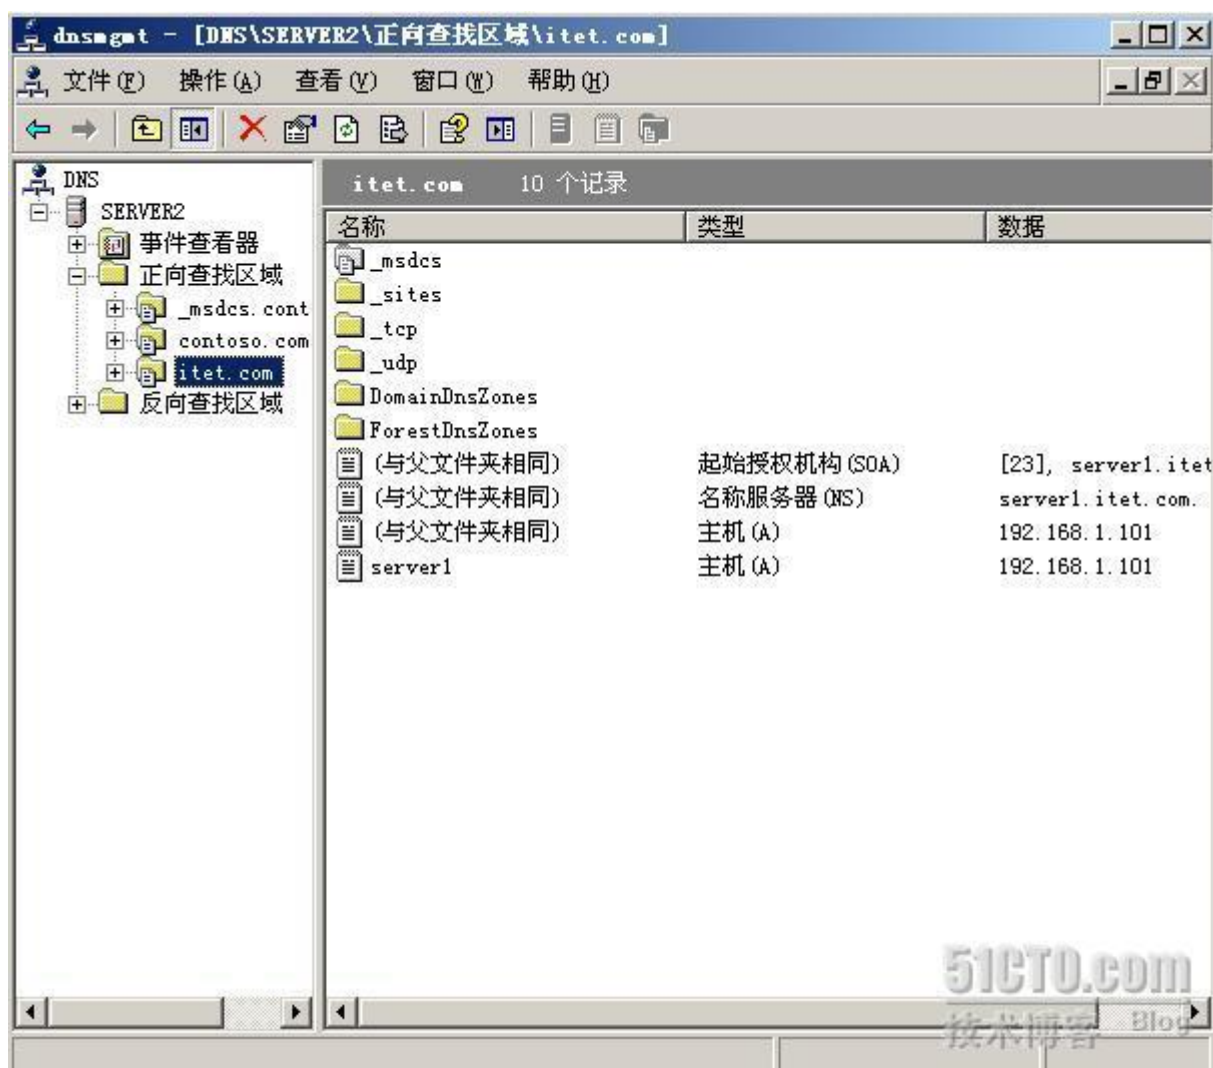 dnsmgmt - [DNS\SERVER2\正向查找区域\itet.com]
文件(F) 操作(A) 查看(V) 窗口(W) 帮助(H)
DNS
SERVER2
事件查看器
正向查找区域
_msdcs.cont
contoso.com
itet.com
反向查找区域
itet.com 10 个记录
名称 类型 数据
_msdcs
_sites
_tcp
_udp
DomainDnsZones
ForestDnsZones
(与父文件夹相同) 起始授权机构(SOA) [23], server1.itet
(与父文件夹相同) 名称服务器(NS) server1.itet.com.
(与父文件夹相同) 主机(A) 192.168.1.101
server1 主机(A) 192.168.1.101
51CTO.com
技术博客 Blog